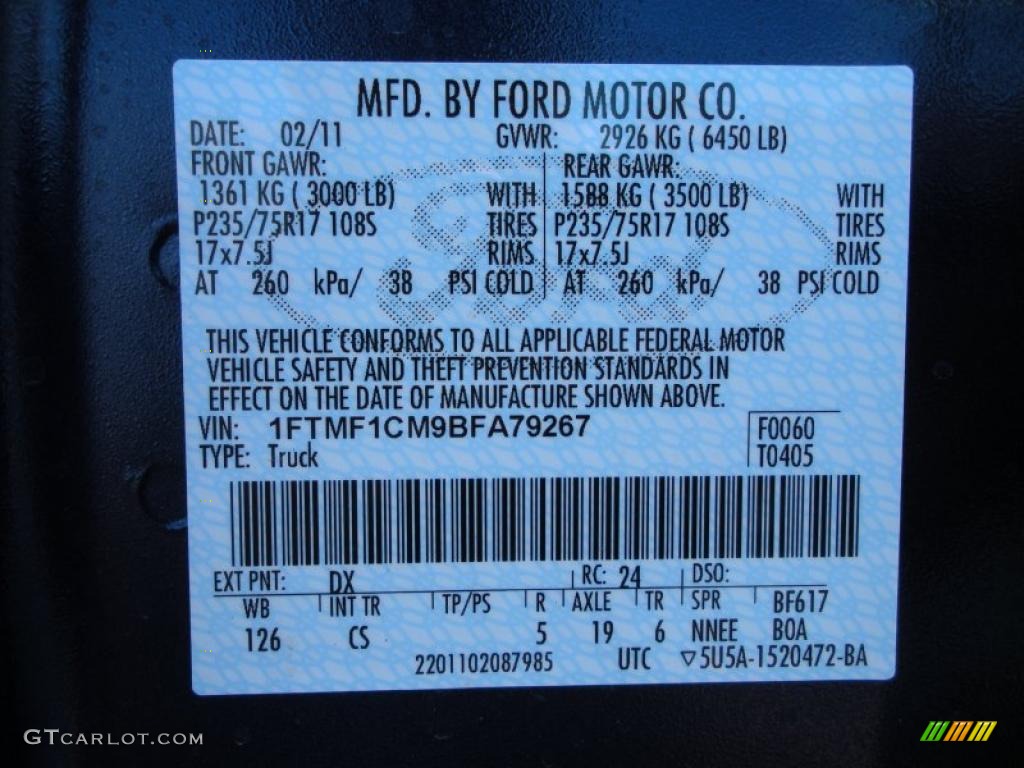 MFD. BY FORD MOTOR CO.
DATE: 02/11 GVWR: 2926 KG ( 6450 LB)
FRONT GAWR: REAR GAWR:
1361 KG ( 3000 LB) WITH 1588 KG ( 3500 LB) WITH
P235/75R17 108S TIRES P235/75R17 108S TIRES
17x7.5J RIMS 17x7.5J RIMS
AT 260 kPa/ 38 PSI COLD AT 260 kPa/ 38 PSI COLD
THIS VEHICLE CONFORMS TO ALL APPLICABLE FEDERAL MOTOR
VEHICLE SAFETY AND THEFT PREVENTION STANDARDS IN
EFFECT ON THE DATE OF MANUFACTURE SHOWN ABOVE.
VIN: 1FTMF1CM9BFA79267 F0060
TYPE: Truck T0405
EXT PNT: DX RC: 24 DSO:
WB INT TR TP/PS R AXLE TR SPR BF617
126 CS 5 19 6 NNEE BOA
2201102087985 UTC ▽5U5A-1520472-BA
GTCARLOT.COM